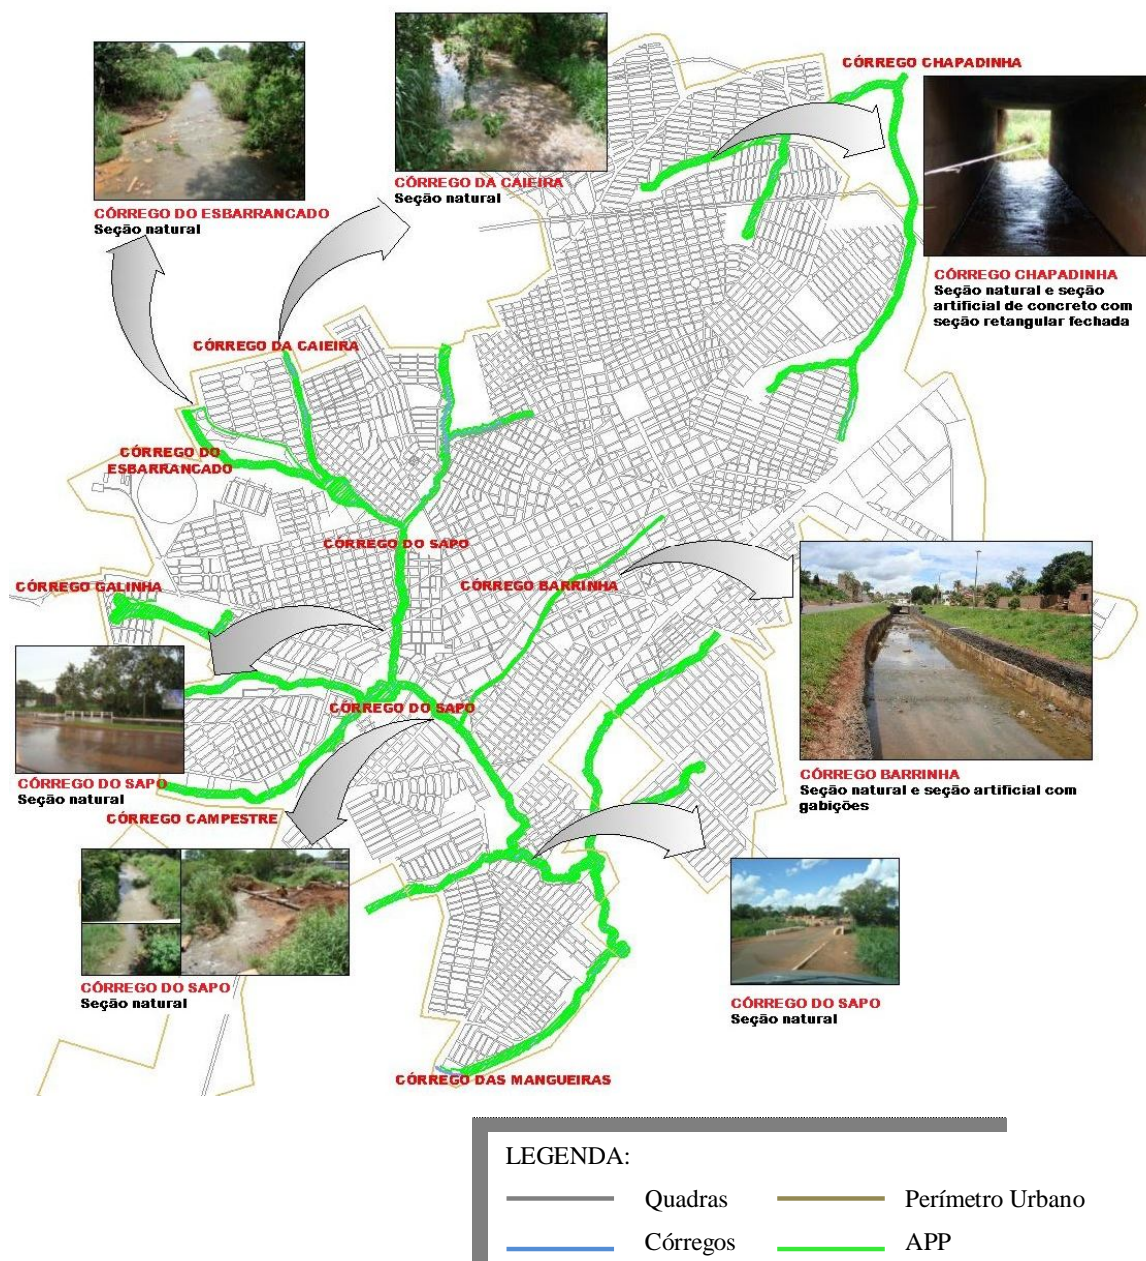 CÓRREGO CHAPADINHA
CÓRREGO DA CAIEIRA
Seção natural
CÓRREGO DO ESBARRANCADO
Seção natural
CÓRREGO CHAPADINHA
Seção natural e seção
artificial de concreto com
seção retangular fechada
CÓRREGO DA CAIEIRA
CÓRREGO DO
ESBARRANCADO
CÓRREGO DO SAPO
CÓRREGO GALINHA
CÓRREGO BARRINHA
CÓRREGO DO SAPO
CÓRREGO BARRINHA
Seção natural e seção artificial com
gabições
CÓRREGO DO SAPO
Seção natural
CÓRREGO CAMPESTRE
CÓRREGO DO SAPO
Seção natural
CÓRREGO DO SAPO
Seção natural
CÓRREGO DAS MANGUEIRAS
LEGENDA:
Quadras
Perímetro Urbano
Córregos
APP